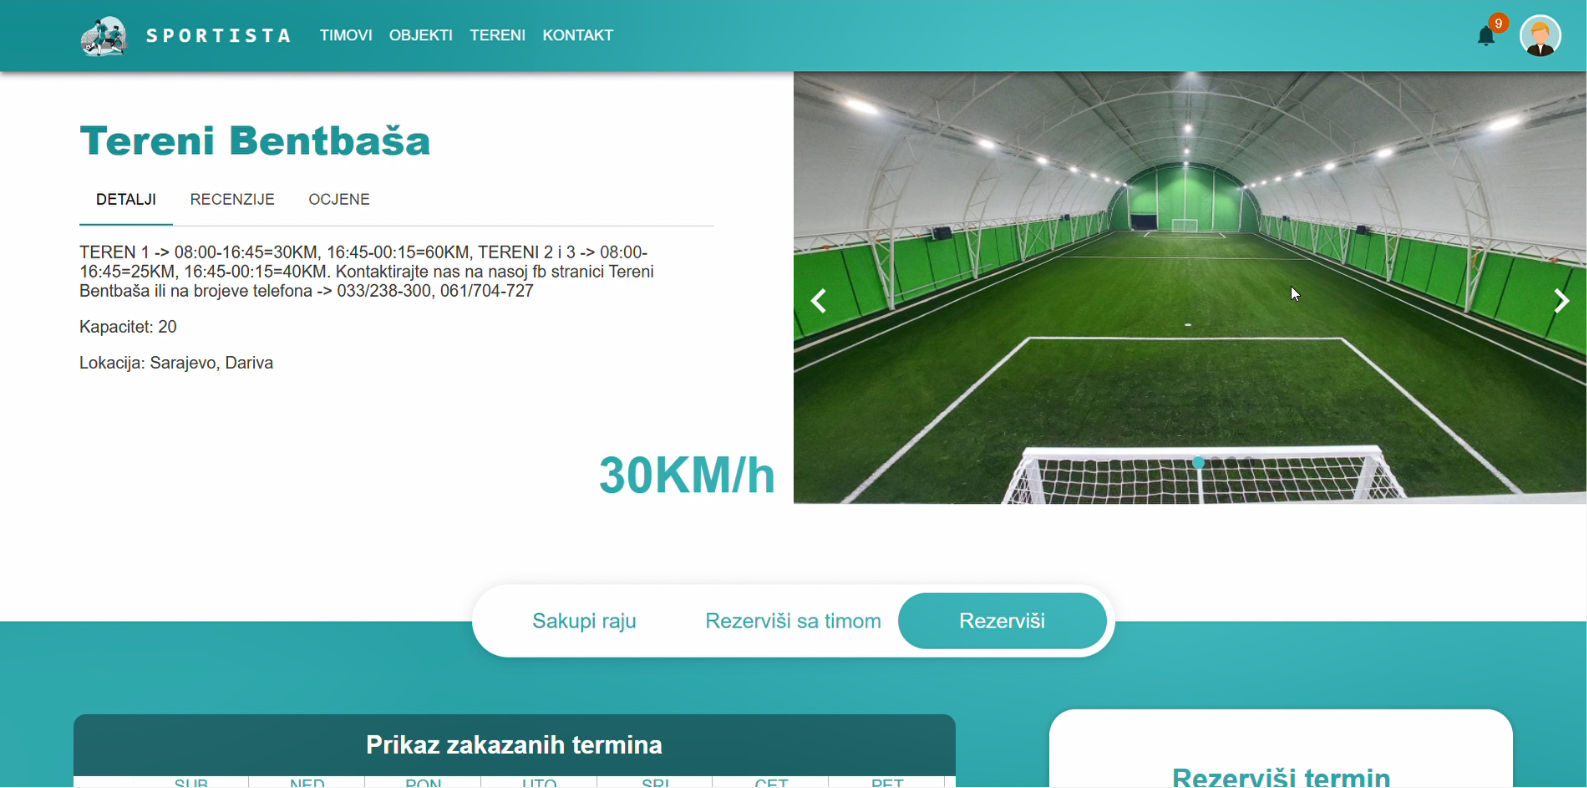 SPORTISTA
TIMOVI OBJEKTI TERENI KONTAKT
9
Tereni Bentbaša
DETALJI RECENZIJE OCJENE
TEREN 1 -> 08:00-16:45=30KM, 16:45-00:15=60KM, TERENI 2 i 3 -> 08:00-
16:45=25KM, 16:45-00:15=40KM. Kontaktirajte nas na nasoj fb stranici Tereni
Bentbaša ili na brojeve telefona -> 033/238-300, 061/704-727
Kapacitet: 20
Lokacija: Sarajevo, Dariva
30KM/h
Sakupi raju Rezerviši sa timom Rezerviši
Prikaz zakazanih termina
SUB NED PON UTO SRI CET PET
Rezerviši termin